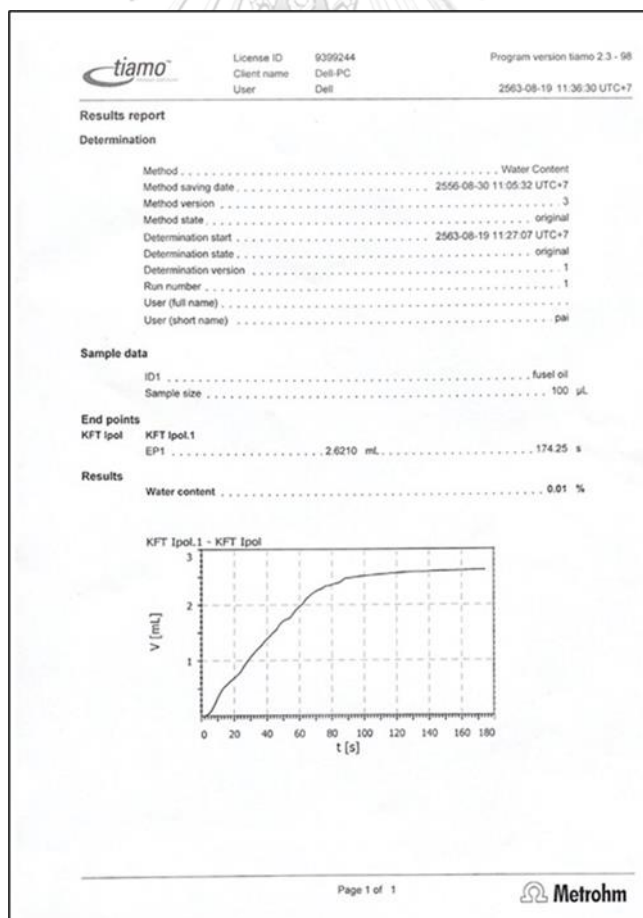 tiamo™
License ID 9399244 Program version tiamo 2.3 - 98
Client name Dell-PC
User Dell 2563-08-19 11:36:30 UTC+7
Results report
Determination
Method . . . . . . . . . . . . . . . . . . . . Water Content
Method saving date . . . . . . . . . . . . . . . . . . . . 2556-08-30 11:05:32 UTC+7
Method version . . . . . . . . . . . . . . . . . . . . 3
Method state . . . . . . . . . . . . . . . . . . . . original
Determination start . . . . . . . . . . . . . . . . . . . . 2563-08-19 11:27:07 UTC+7
Determination state . . . . . . . . . . . . . . . . . . . . original
Determination version . . . . . . . . . . . . . . . . . . . . 1
Run number . . . . . . . . . . . . . . . . . . . . 1
User (full name) . . . . . . . . . . . . . . . . . . . .
User (short name) . . . . . . . . . . . . . . . . . . . . pai
Sample data
ID1 . . . . . . . . . . . . . . . . . . . . fusel oil
Sample size . . . . . . . . . . . . . . . . . . . . 100 µL
End points
KFT Ipol KFT Ipol.1
EP1 . . . . . . . . . . . . . . . . . . . . 2.6210 mL . . . . . . . . . . . . . . . . . . . . 174.25 s
Results
Water content . . . . . . . . . . . . . . . . . . . . 0.01 %
KFT Ipol.1 - KFT Ipol
3
2
1
V [mL]
0 20 40 60 80 100 120 140 160 180
t [s]
Page 1 of 1
Metrohm